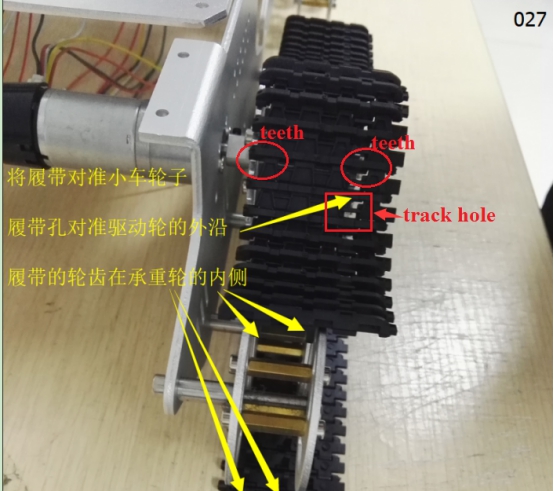 027
teeth
teeth
将履带对准小车轮子
履带孔对准驱动轮的外沿
track hole
履带的轮齿在承重轮的内侧